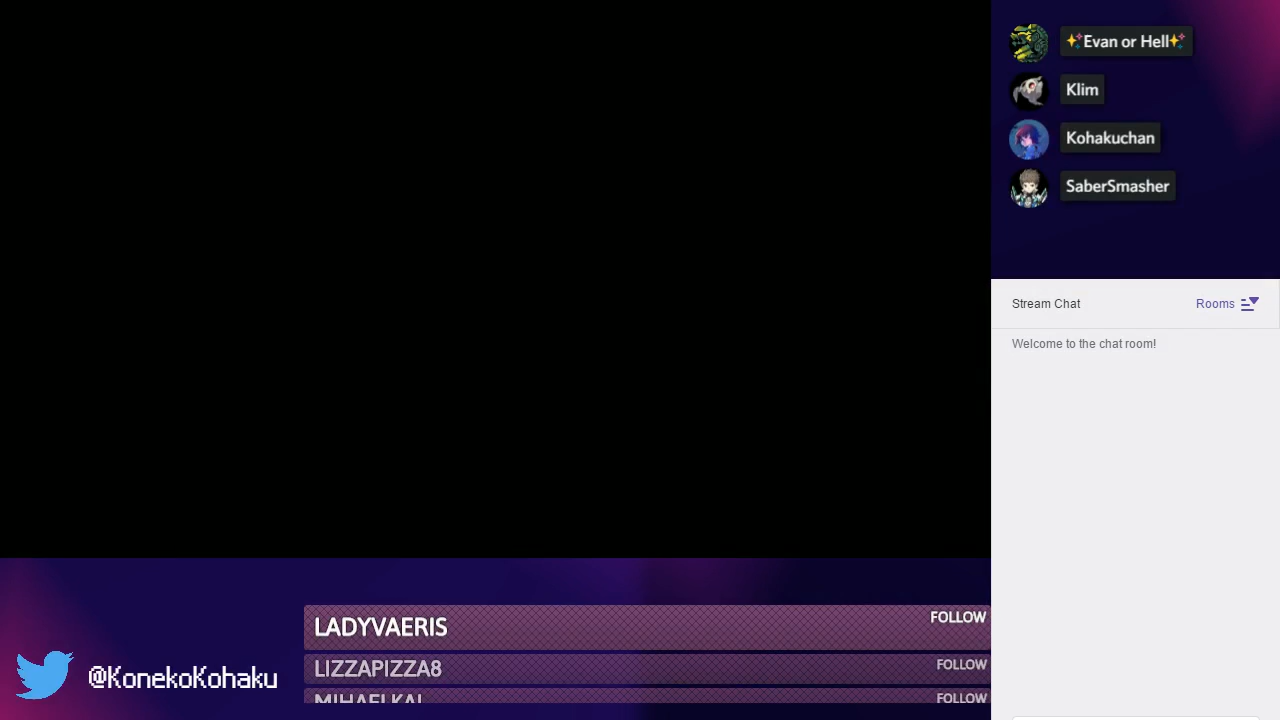 ✨Evan or Hell✨
Klim
Kohakuchan
SaberSmasher
Stream Chat
Rooms
Welcome to the chat room!
LADYVAERIS
FOLLOW
LIZZAPIZZA8
FOLLOW
@KonekoKohaku
FOLLOW